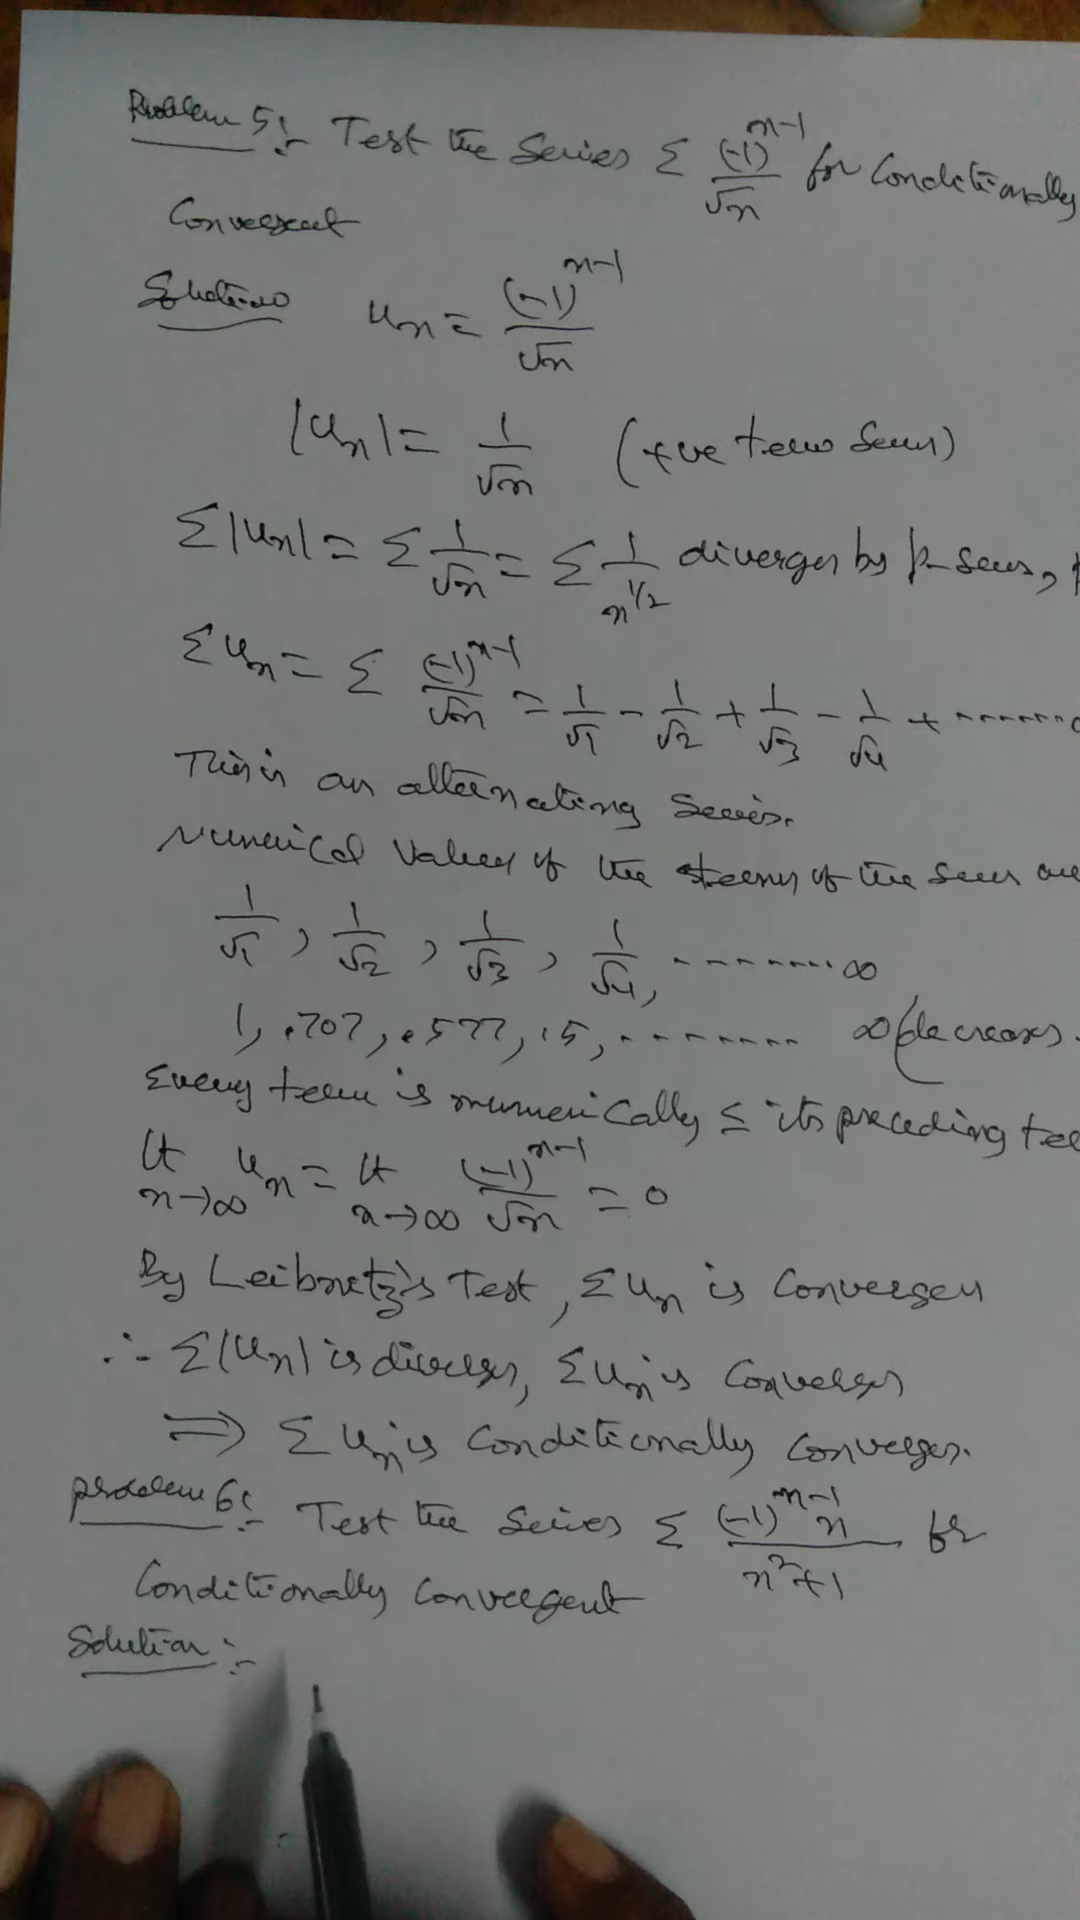 Problem 5:- Test the Series Σ (-1)^{n-1}/√n for Conditionally
Convergent
Solution u_n = (-1)^{n-1}/√n
|u_n| = 1/√n (+ve term Series)
Σ|u_n| = Σ 1/√n = Σ 1/n^{1/2} diverges by p-series,
Σu_n = Σ (-1)^{n-1}/√n = 1/√1 - 1/√2 + 1/√3 - 1/√4 + ........
This is an alternating Series.
Numerical Values of the terms of the series are
1/√1, 1/√2, 1/√3, 1/√4, ........ ∞
1, .707, .577, .5, ........ ∞ (decreases.
Every term is numerically ≤ its preceding
Lt n→∞ u_n = Lt n→∞ (-1)^{n-1}/√n = 0
By Leibnitz's Test, Σu_n is Converges
∴ Σ|u_n| is diverges, Σu_n is Converges
⇒ Σu_n is Conditionally Converges.
problem 6:- Test the Series Σ (-1)^{n-1} n/n²+1 for
Conditionally Convergent
Solution:-